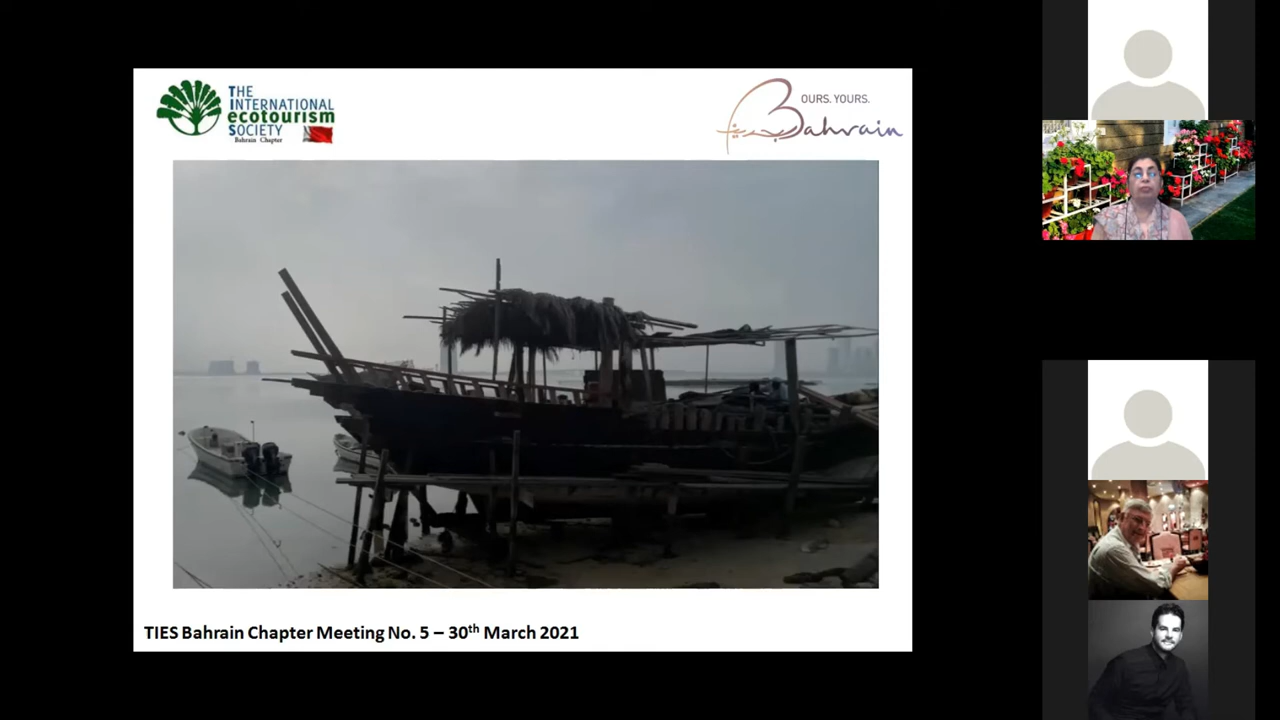 THE
INTERNATIONAL
ecotourism
SOCIETY
Bahrain Chapter
OURS. YOURS.
Bahrain
TIES Bahrain Chapter Meeting No. 5 – 30th March 2021